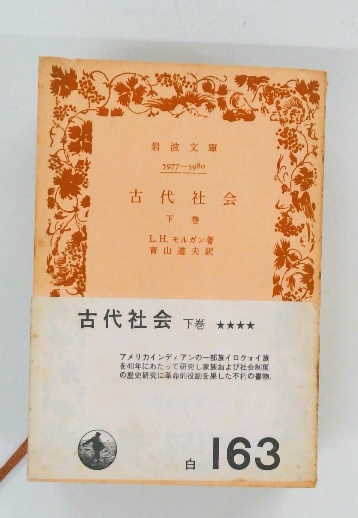 岩波文庫
5977—5980
古代社会
下巻
L.H. モルガン著
青山道夫訳
古代社会 下巻 ★★★★
アメリカインディアンの一部族イロクォイ族
を40年にわたって研究し家族および社会制度
の歴史研究に革命的役割を果した不朽の書物.
白 163